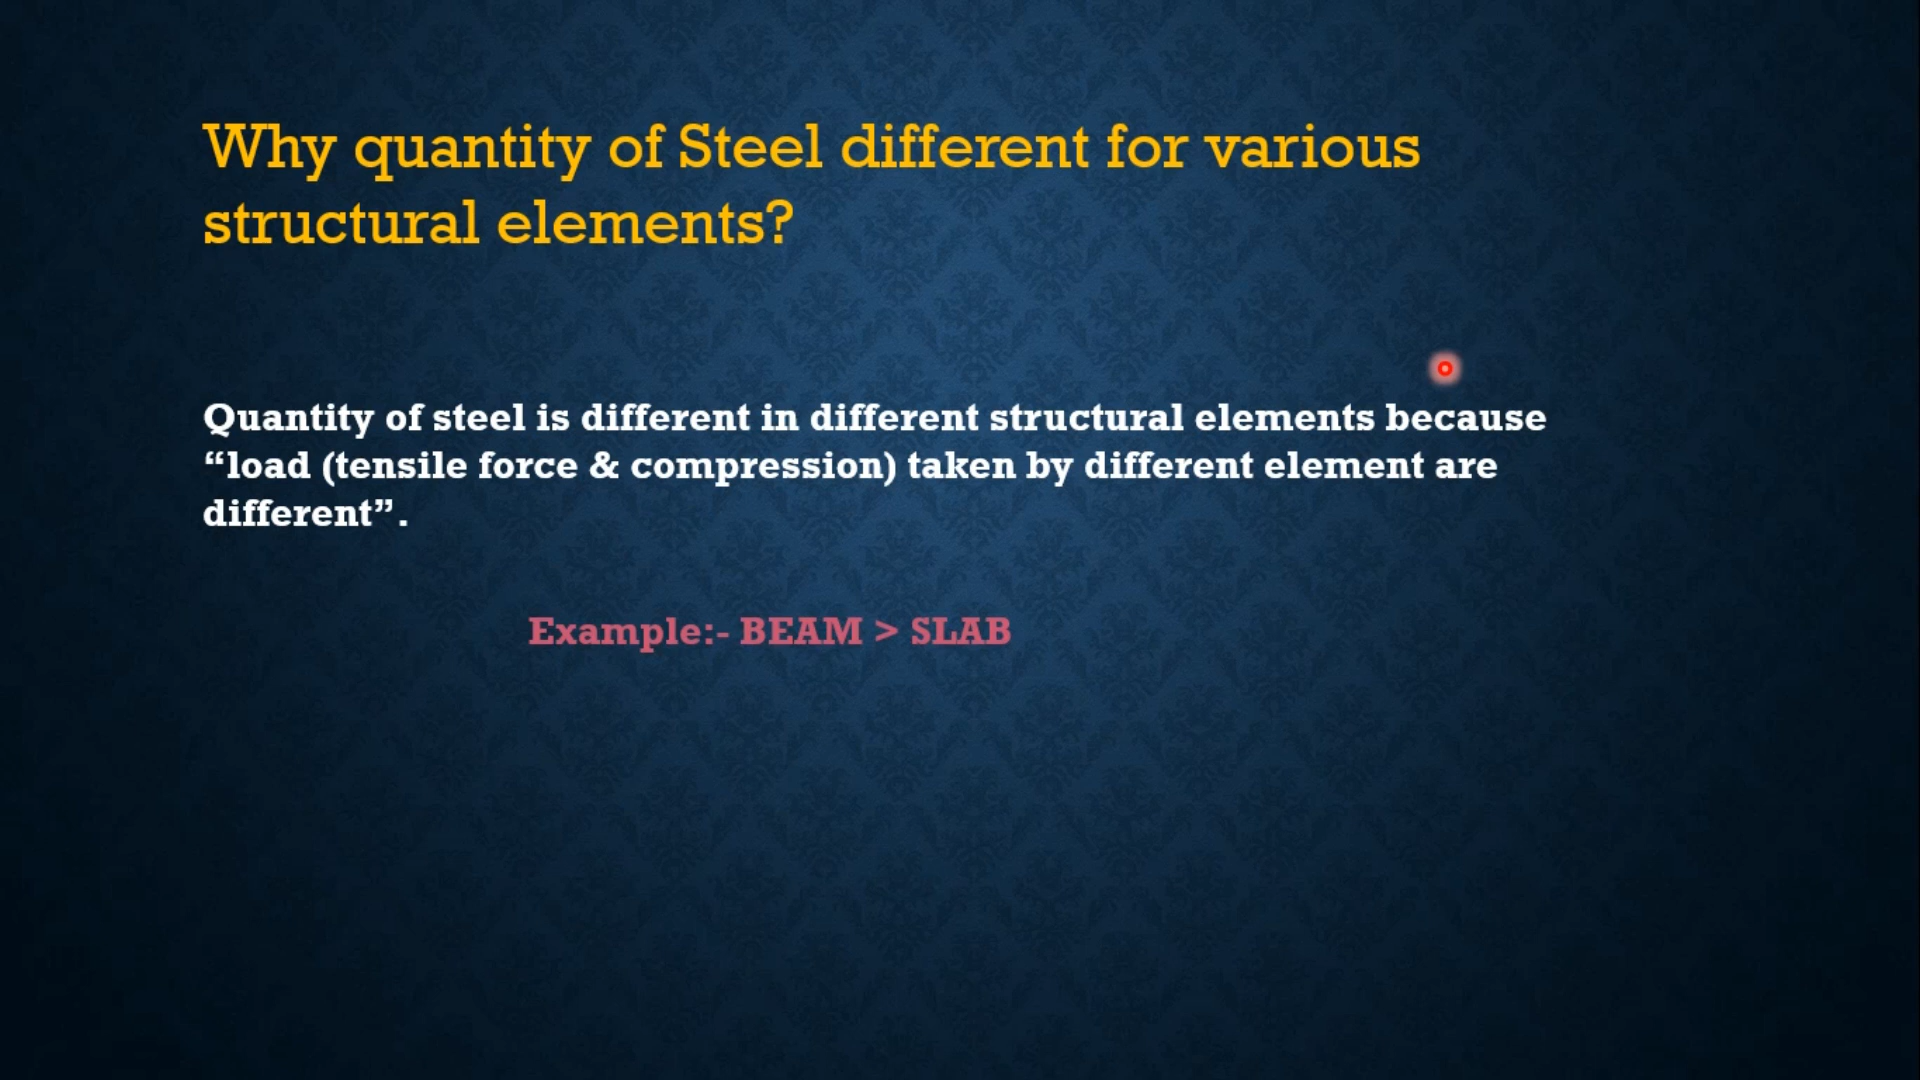 Why quantity of Steel different for various
structural elements?
Quantity of steel is different in different structural elements because
“load (tensile force & compression) taken by different element are
different”.
Example:- BEAM > SLAB